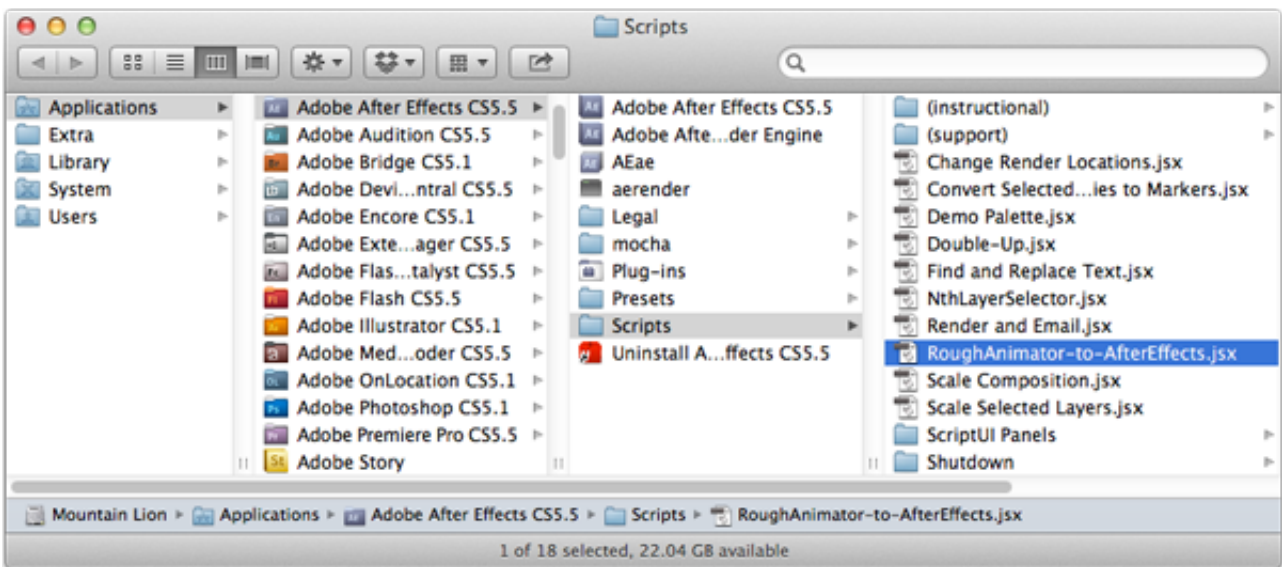 Scripts
Applications
Extra
Library
System
Users
Adobe After Effects CS5.5
Adobe Audition CS5.5
Adobe Bridge CS5.1
Adobe Devi...ntral CS5.5
Adobe Encore CS5.1
Adobe Exte...ager CS5.5
Adobe Flas...talyst CS5.5
Adobe Flash CS5.5
Adobe Illustrator CS5.1
Adobe Med...oder CS5.5
Adobe OnLocation CS5.1
Adobe Photoshop CS5.1
Adobe Premiere Pro CS5.5
Adobe Story
Adobe After Effects CS5.5
Adobe Afte...der Engine
AEae
aerender
Legal
mocha
Plug-ins
Presets
Scripts
Uninstall A...ffects CS5.5
(instructional)
(support)
Change Render Locations.jsx
Convert Selected...ies to Markers.jsx
Demo Palette.jsx
Double-Up.jsx
Find and Replace Text.jsx
NthLayerSelector.jsx
Render and Email.jsx
RoughAnimator-to-AfterEffects.jsx
Scale Composition.jsx
Scale Selected Layers.jsx
ScriptUI Panels
Shutdown
Mountain Lion ▸ Applications ▸ Adobe After Effects CS5.5 ▸ Scripts ▸ RoughAnimator-to-AfterEffects.jsx
1 of 18 selected, 22.04 GB available